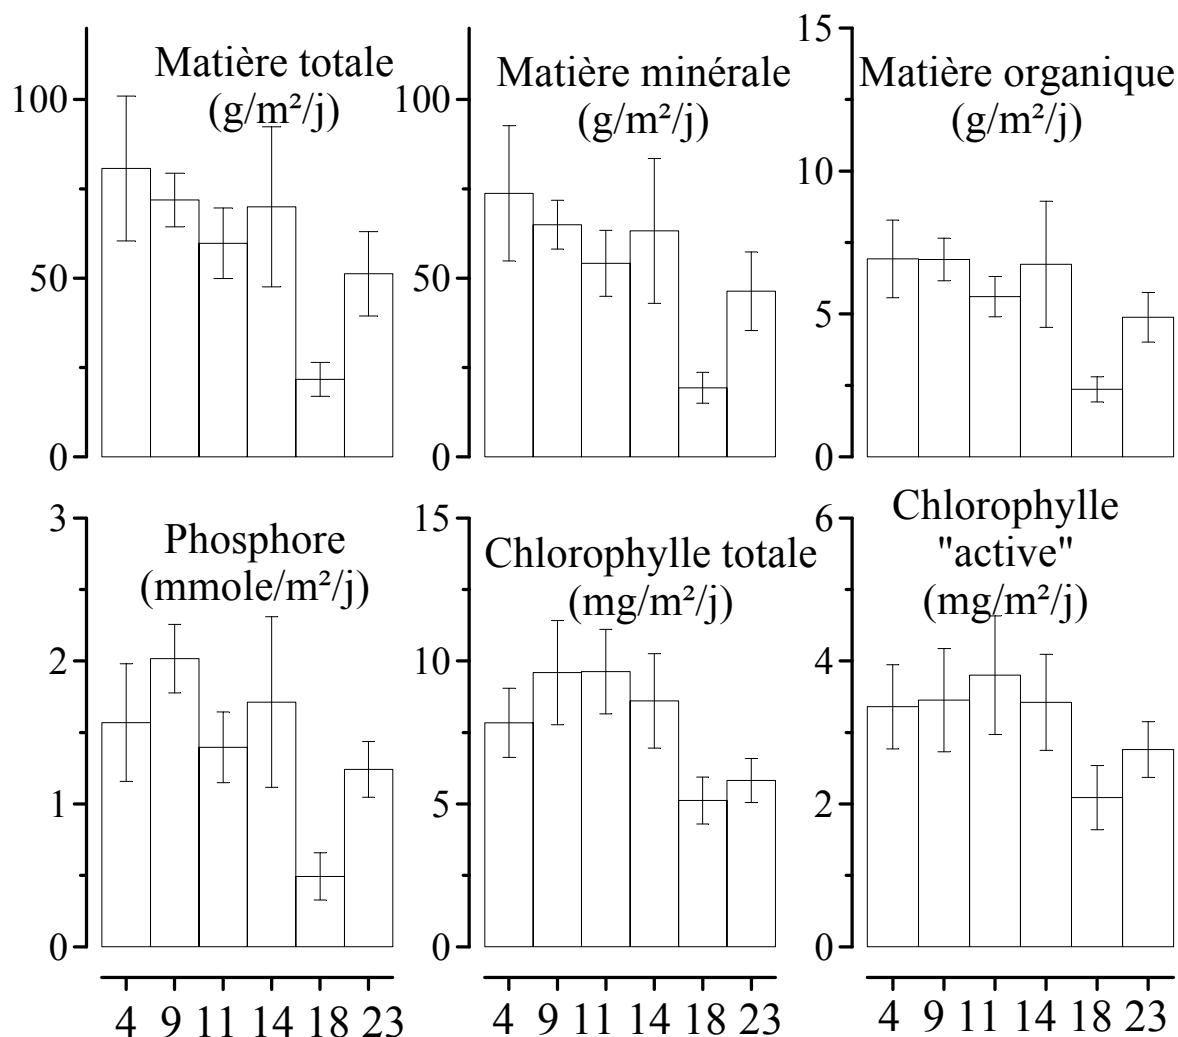 Matière totale
(g/m²/j)
100
50
0
Matière minérale
(g/m²/j)
100
50
0
15
Matière organique
(g/m²/j)
10
5
0
3
Phosphore
(mmole/m²/j)
2
1
0
15
Chlorophylle totale
(mg/m²/j)
10
5
0
6
Chlorophylle
"active"
(mg/m²/j)
4
2
0
4 9 11 14 18 23
4 9 11 14 18 23
4 9 11 14 18 23